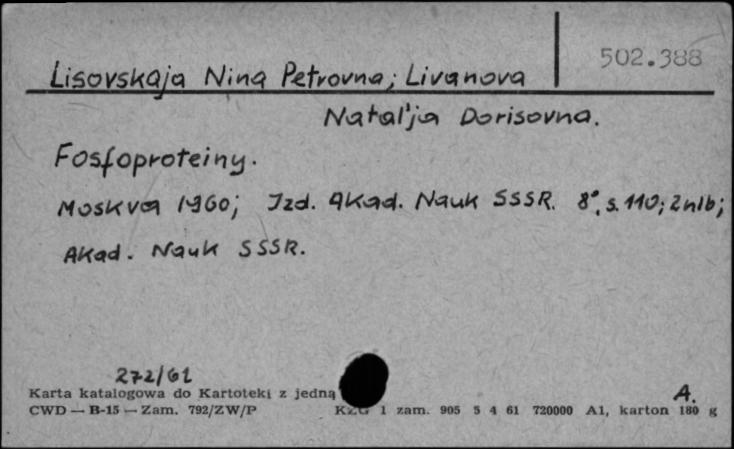 502.388
Lisovskaja Nina Petrovna; Livanova
Natal'ja Dorisovna.
Fosfoproteiny.
Moskva 1960; Izd. Akad. Nauk SSSR. 8°, s. 110; 2 nlb;
Akad. Nauk SSSR.
272/61
Karta katalogowa do Kartoteki z jedną
A.
CWD — B-15 — Zam. 792/ZW/P KZG 1 zam. 905 5 4 61 720000 A1, karton 180 g